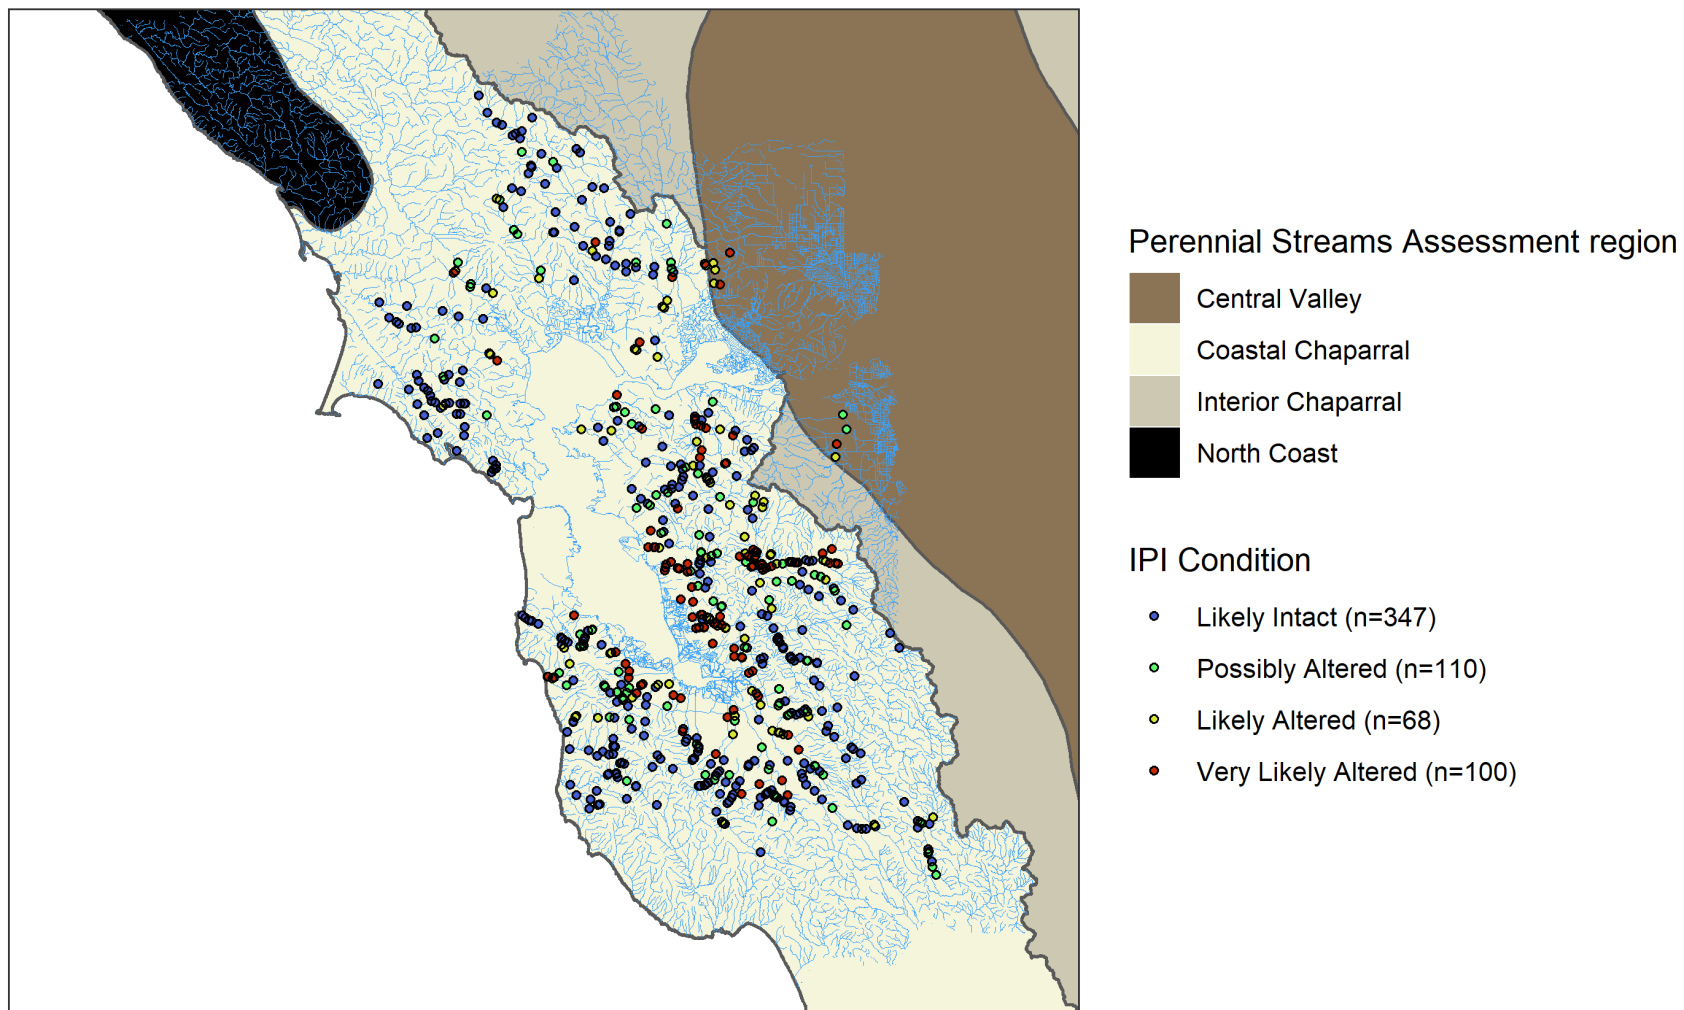 Perennial Streams Assessment region
Central Valley
Coastal Chaparral
Interior Chaparral
North Coast
IPI Condition
Likely Intact (n=347)
Possibly Altered (n=110)
Likely Altered (n=68)
Very Likely Altered (n=100)